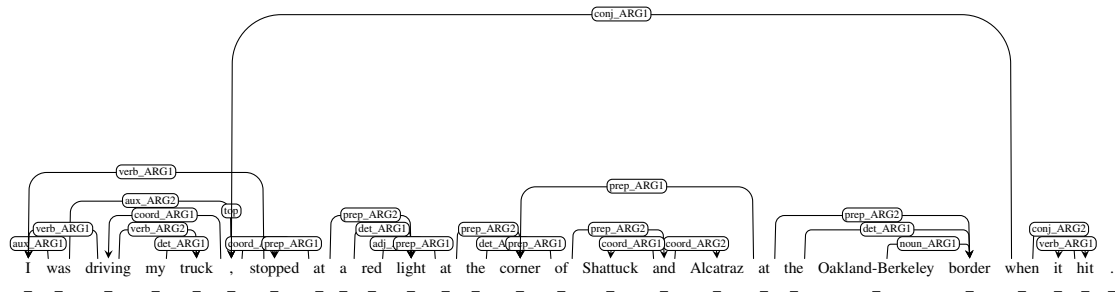 conj_ARG1
verb_ARG1
prep_ARG1
aux_ARG2
top
coord_ARG1 prep_ARG2 prep_ARG2
verb_ARG1 verb_ARG2 det_ARG1 prep_ARG2 prep_ARG2 det_ARG1 conj_ARG2
aux_ARG1 det_ARG1 coord_ prep_ARG1 adj_ prep_ARG1 det_A prep_ARG1 coord_ARG1 coord_ARG2 noun_ARG1 verb_ARG1
I was driving my truck , stopped at a red light at the corner of Shattuck and Alcatraz at the Oakland-Berkeley border when it hit .
_ _ _ _ _ _ _ _ _ _ _ _ _ _ _ _ _ _ _ _ _ _ _ _ _ _